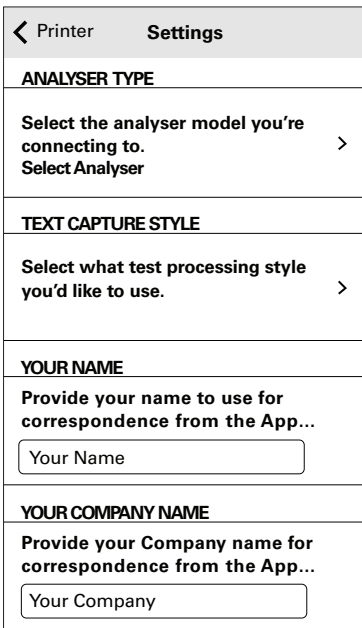 Printer Settings
ANALYSER TYPE
Select the analyser model you're
connecting to.
Select Analyser
TEXT CAPTURE STYLE
Select what test processing style
you'd like to use.
YOUR NAME
Provide your name to use for
correspondence from the App...
Your Name
YOUR COMPANY NAME
Provide your Company name for
correspondence from the App...
Your Company